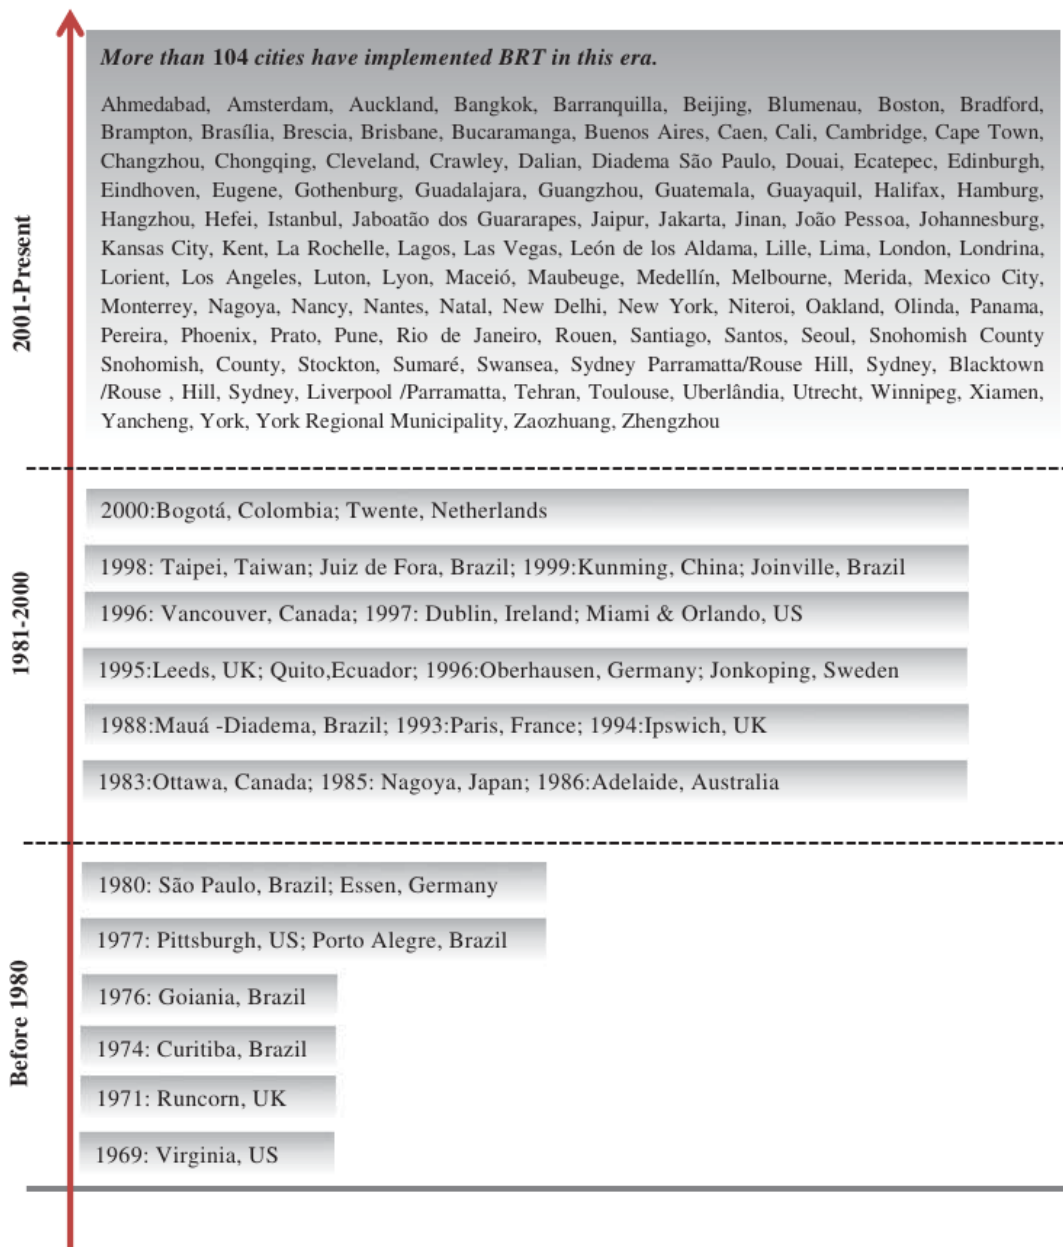 More than 104 cities have implemented BRT in this era.
Ahmedabad, Amsterdam, Auckland, Bangkok, Barranquilla, Beijing, Blumenau, Boston, Bradford,
Brampton, Brasília, Brescia, Brisbane, Bucaramanga, Buenos Aires, Caen, Cali, Cambridge, Cape Town,
Changzhou, Chongqing, Cleveland, Crawley, Dalian, Diadema São Paulo, Douai, Ecatepec, Edinburgh,
Eindhoven, Eugene, Gothenburg, Guadalajara, Guangzhou, Guatemala, Guayaquil, Halifax, Hamburg,
Hangzhou, Hefei, Istanbul, Jaboatão dos Guararapes, Jaipur, Jakarta, Jinan, João Pessoa, Johannesburg,
Kansas City, Kent, La Rochelle, Lagos, Las Vegas, León de los Aldama, Lille, Lima, London, Londrina,
Lorient, Los Angeles, Luton, Lyon, Maceió, Maubeuge, Medellín, Melbourne, Merida, Mexico City,
Monterrey, Nagoya, Nancy, Nantes, Natal, New Delhi, New York, Niteroi, Oakland, Olinda, Panama,
Pereira, Phoenix, Prato, Pune, Rio de Janeiro, Rouen, Santiago, Santos, Seoul, Snohomish County
Snohomish, County, Stockton, Sumaré, Swansea, Sydney Parramatta/Rouse Hill, Sydney, Blacktown
/Rouse , Hill, Sydney, Liverpool /Parramatta, Tehran, Toulouse, Uberlândia, Utrecht, Winnipeg, Xiamen,
Yancheng, York, York Regional Municipality, Zaozhuang, Zhengzhou
2001-Present
2000:Bogotá, Colombia; Twente, Netherlands
1998: Taipei, Taiwan; Juiz de Fora, Brazil; 1999:Kunming, China; Joinville, Brazil
1996: Vancouver, Canada; 1997: Dublin, Ireland; Miami & Orlando, US
1995:Leeds, UK; Quito,Ecuador; 1996:Oberhausen, Germany; Jonkoping, Sweden
1988:Mauá -Diadema, Brazil; 1993:Paris, France; 1994:Ipswich, UK
1983:Ottawa, Canada; 1985: Nagoya, Japan; 1986:Adelaide, Australia
1981-2000
1980: São Paulo, Brazil; Essen, Germany
1977: Pittsburgh, US; Porto Alegre, Brazil
1976: Goiania, Brazil
1974: Curitiba, Brazil
1971: Runcorn, UK
1969: Virginia, US
Before 1980